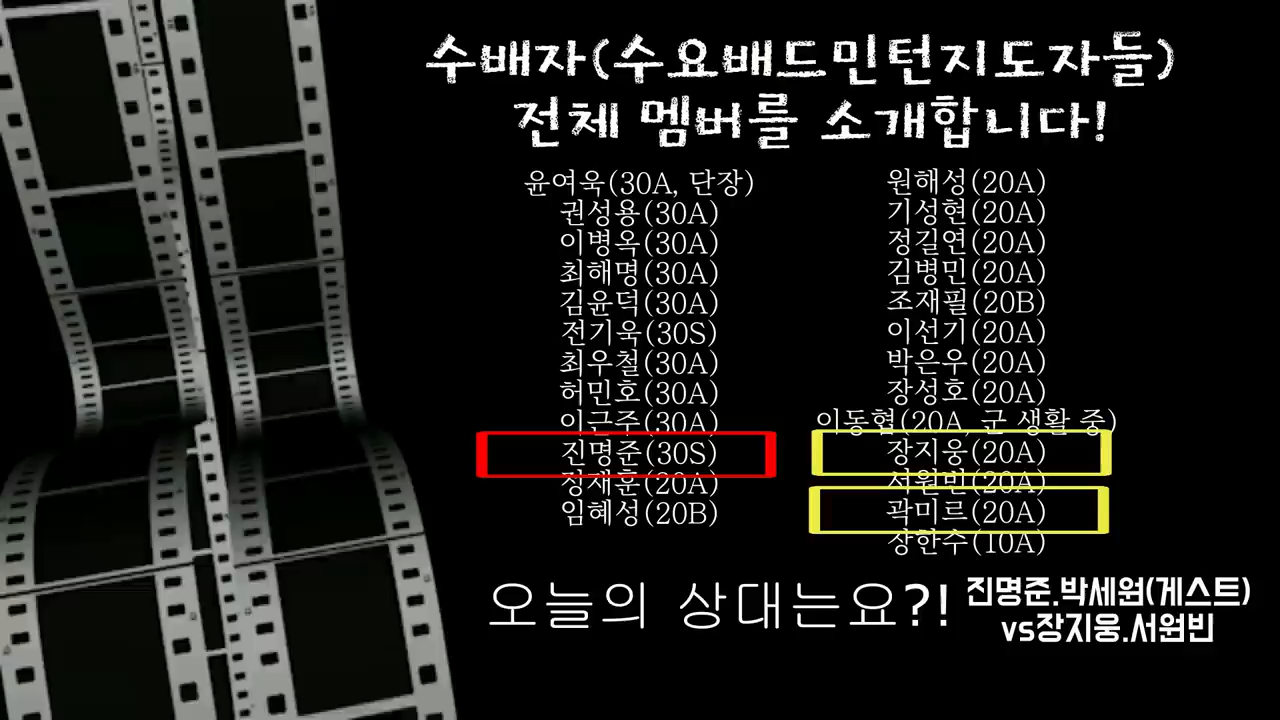 수배자(수요배드민턴지도자들)
전체 멤버를 소개합니다!
윤여욱(30A, 단장)
권성용(30A)
이병옥(30A)
최해명(30A)
김윤덕(30A)
전기욱(30S)
최우철(30A)
허민호(30A)
이근주(30A)
진명준(30S)
정재훈(20A)
임혜성(20B)
원해성(20A)
기성현(20A)
정길연(20A)
김병민(20A)
조재필(20B)
이선기(20A)
박은우(20A)
장성호(20A)
이동협(20A, 군 생활 중)
장지웅(20A)
서원빈(20A)
곽미르(20A)
장한수(10A)
오늘의 상대는요?!
진명준.박세원(게스트)
vs장지웅.서원빈